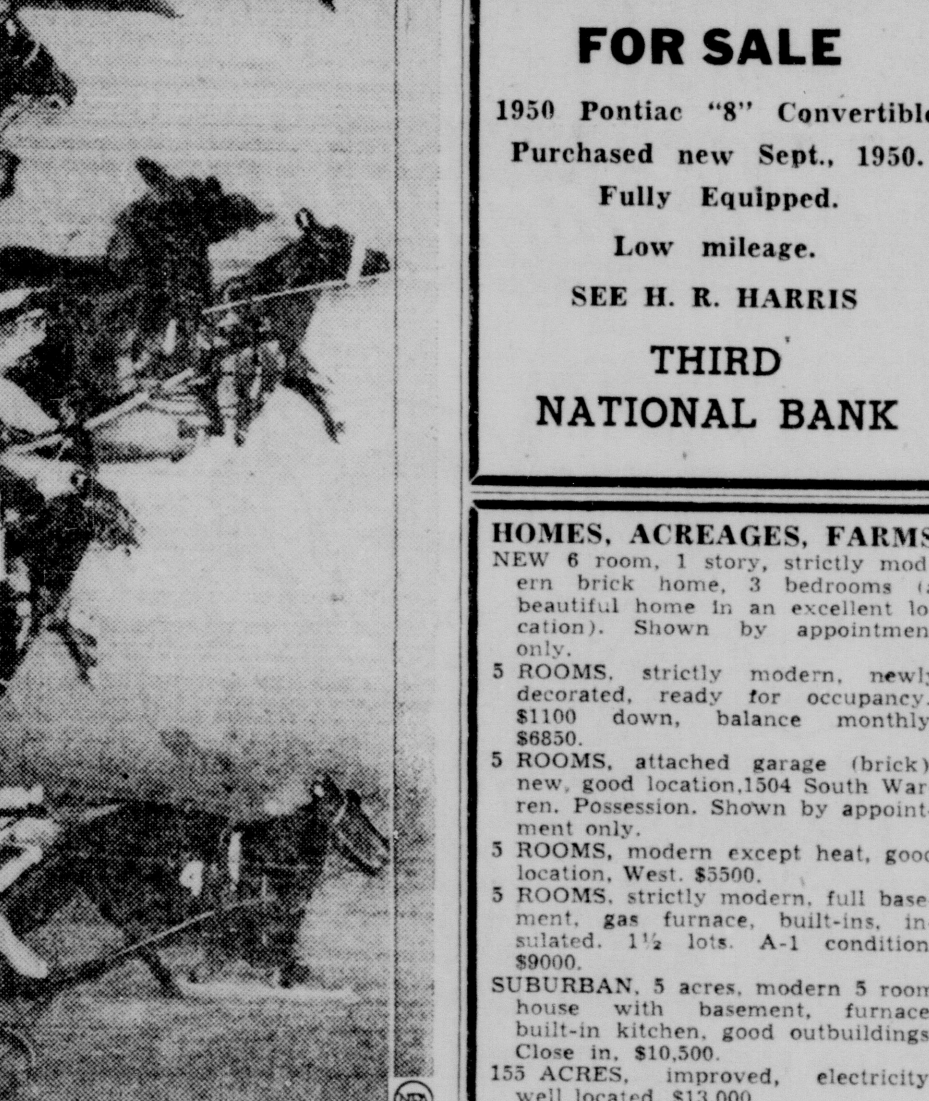 FOR SALE
1950 Pontiac "8" Convertible
Purchased new Sept., 1950.
Fully Equipped.
Low mileage.
SEE H. R. HARRIS
THIRD
NATIONAL BANK
HOMES, ACREAGES, FARMS
NEW 6 room, 1 story, strictly mod
ern brick home, 3 bedrooms (a
beautiful home in an excellent lo
cation). Shown by appointmen
only.
5 ROOMS, strictly modern, newly
decorated, ready for occupancy.
$1100 down, balance monthly
$6850.
5 ROOMS, attached garage (brick)
new, good location,1504 South War
ren. Possession. Shown by appoint-
ment only.
5 ROOMS, modern except heat, good
location, West. $5500.
5 ROOMS, strictly modern, full base
ment, gas furnace, built-ins, in-
sulated. 1½ lots. A-1 condition
$9000.
SUBURBAN, 5 acres, modern 5 room
house with basement, furnace
built-in kitchen, good outbuildings
Close in, $10,500.
155 ACRES, improved, electricity
well located, $13,000